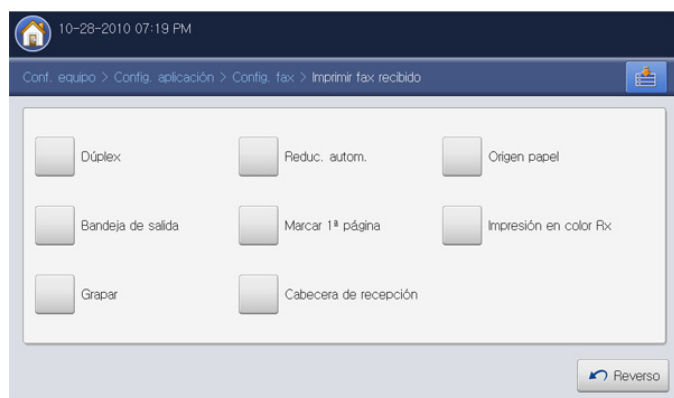 10-28-2010 07:19 PM
Conf. equipo > Config. aplicación > Config. fax > Imprimir fax recibido
Dúplex Reduc. autom. Origen papel
Bandeja de salida Marcar 1ª página Impresión en color Rx
Grapar Cabecera de recepción
Reverso